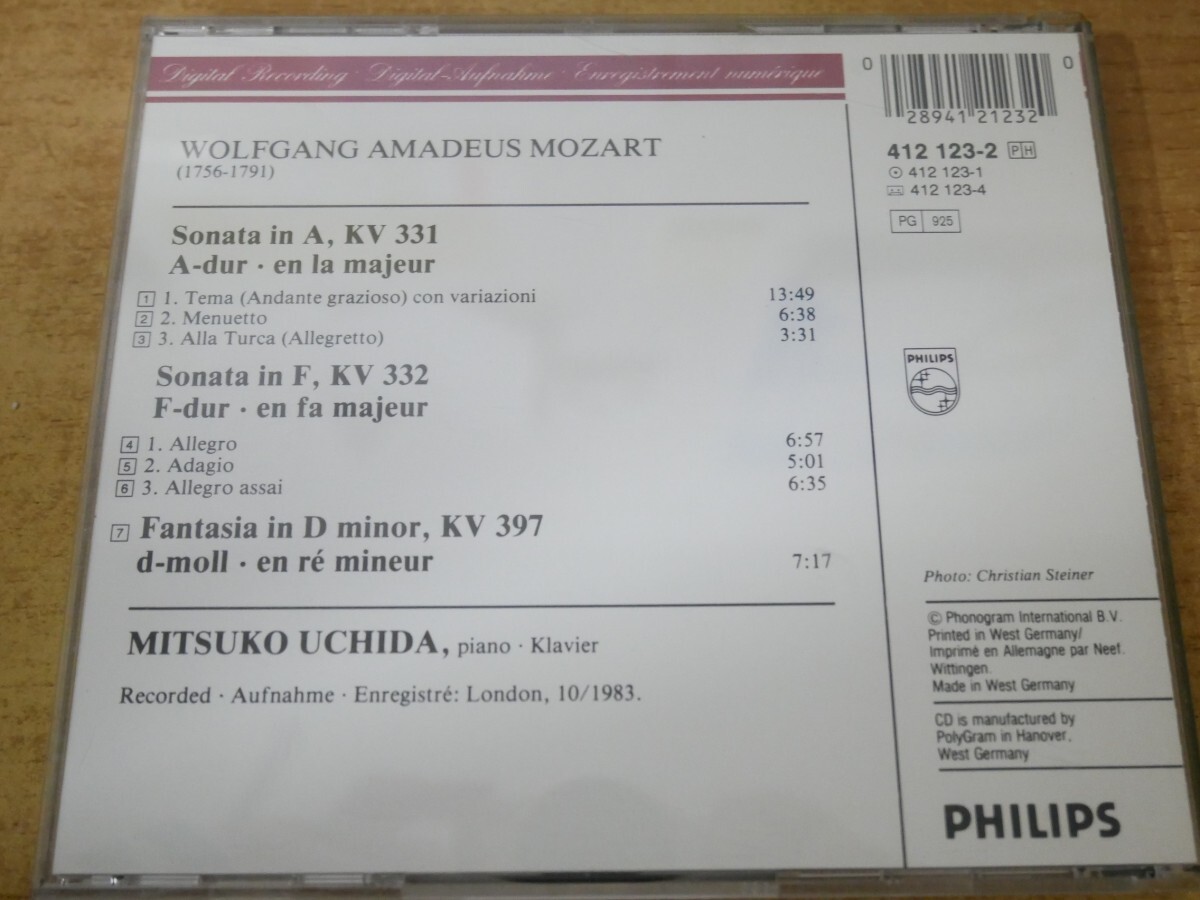 Digital Recording · Digital-Aufnahme · Enregistrement numérique
WOLFGANG AMADEUS MOZART
(1756-1791)
Sonata in A, KV 331
A-dur · en la majeur
1 1. Tema (Andante grazioso) con variazioni 13:49
2 2. Menuetto 6:38
3 3. Alla Turca (Allegretto) 3:31
Sonata in F, KV 332
F-dur · en fa majeur
4 1. Allegro 6:57
5 2. Adagio 5:01
6 3. Allegro assai 6:35
7 Fantasia in D minor, KV 397
d-moll · en ré mineur 7:17
MITSUKO UCHIDA, piano · Klavier
Recorded · Aufnahme · Enregistré: London, 10/1983.
0 28941 21232 0
412 123-2 PH
412 123-1
412 123-4
PG 925
PHILIPS
Photo: Christian Steiner
© Phonogram International B.V.
Printed in West Germany/
Imprimé en Allemagne par Neef.
Wittingen.
Made in West Germany
CD is manufactured by
PolyGram in Hanover,
West Germany
PHILIPS